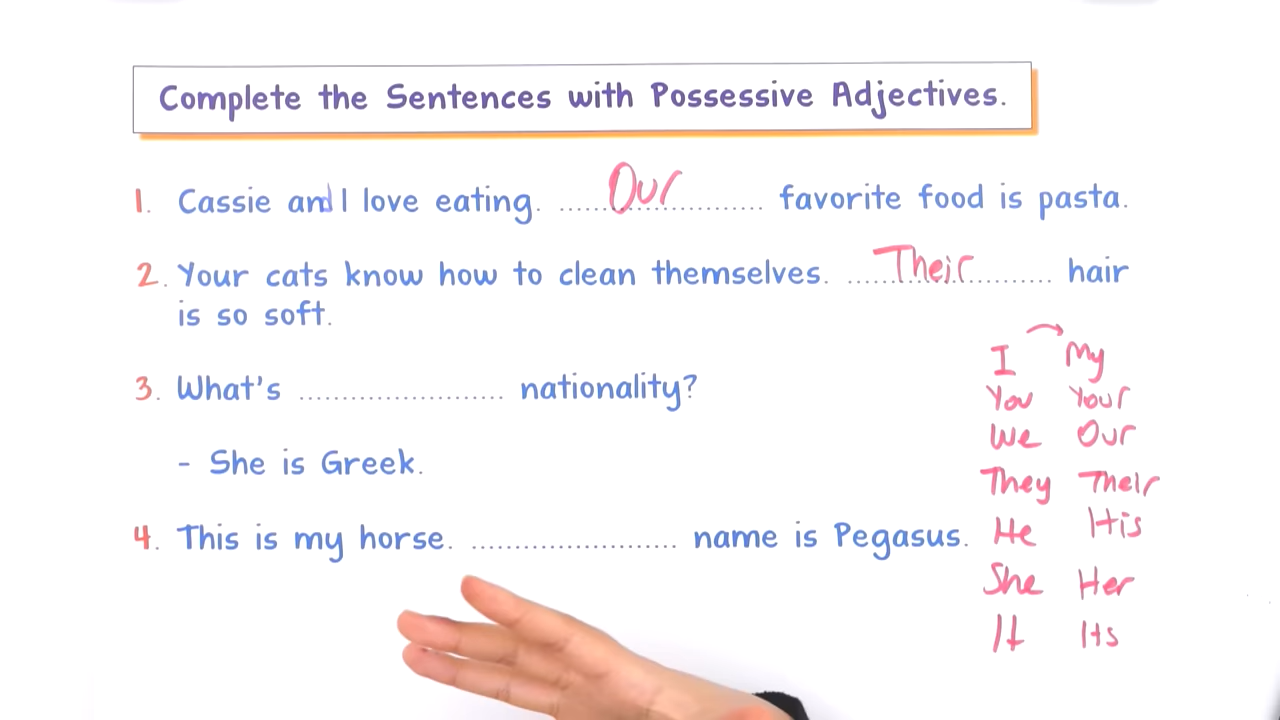 Complete the Sentences with Possessive Adjectives.
1. Cassie and I love eating. ........Our........ favorite food is pasta.
2. Your cats know how to clean themselves. ........Their........ hair
is so soft.
3. What's ........................ nationality?
- She is Greek.
4. This is my horse. ........................ name is Pegasus.
I → My
You Your
We Our
They Their
He His
She Her
It Its